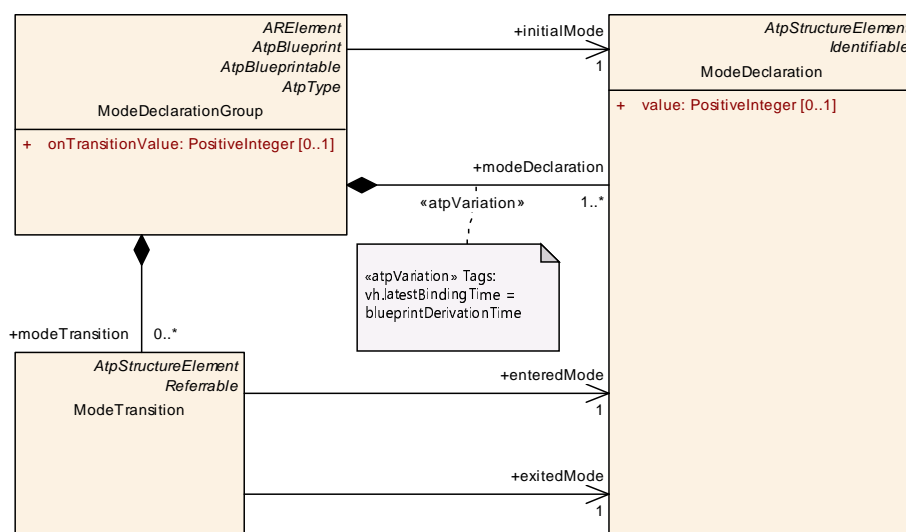 ARElement
AtpBlueprint
AtpBlueprintable
AtpType
ModeDeclarationGroup
+ onTransitionValue: PositiveInteger [0..1]
+initialMode
1
AtpStructureElement
Identifiable
ModeDeclaration
+ value: PositiveInteger [0..1]
+modeDeclaration
«atpVariation» 1..*
«atpVariation» Tags:
vh.latestBindingTime =
blueprintDerivationTime
+modeTransition 0..*
AtpStructureElement
Referrable
ModeTransition
+enteredMode
1
+exitedMode
1